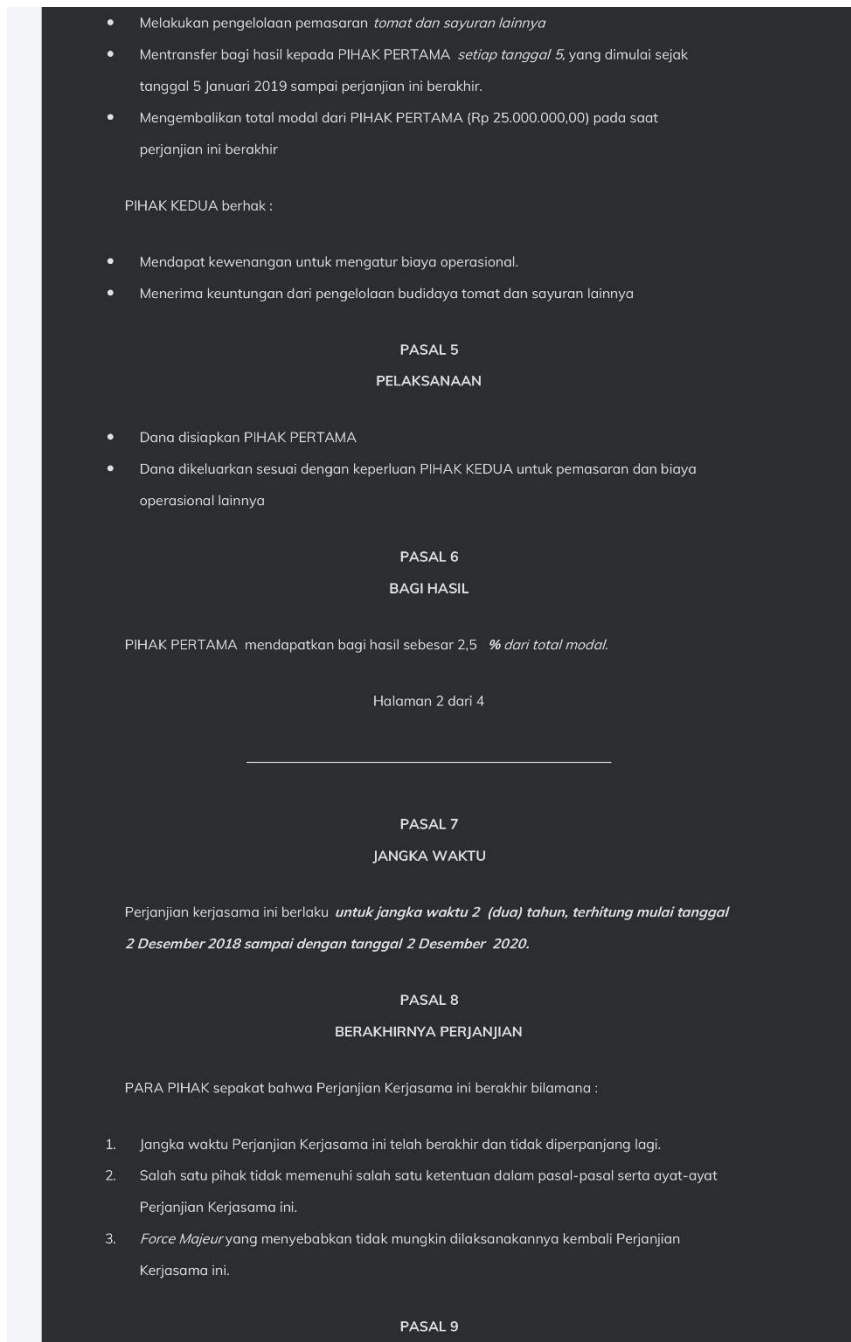 • Melakukan pengelolaan pemasaran tomat dan sayuran lainnya
• Mentransfer bagi hasil kepada PIHAK PERTAMA setiap tanggal 5, yang dimulai sejak
tanggal 5 Januari 2019 sampai perjanjian ini berakhir.
• Mengembalikan total modal dari PIHAK PERTAMA (Rp 25.000.000,00) pada saat
perjanjian ini berakhir
PIHAK KEDUA berhak :
• Mendapat kewenangan untuk mengatur biaya operasional.
• Menerima keuntungan dari pengelolaan budidaya tomat dan sayuran lainnya
PASAL 5
PELAKSANAAN
• Dana disiapkan PIHAK PERTAMA
• Dana dikeluarkan sesuai dengan keperluan PIHAK KEDUA untuk pemasaran dan biaya
operasional lainnya
PASAL 6
BAGI HASIL
PIHAK PERTAMA mendapatkan bagi hasil sebesar 2,5 % dari total modal.
Halaman 2 dari 4
PASAL 7
JANGKA WAKTU
Perjanjian kerjasama ini berlaku untuk jangka waktu 2 (dua) tahun, terhitung mulai tanggal
2 Desember 2018 sampai dengan tanggal 2 Desember 2020.
PASAL 8
BERAKHIRNYA PERJANJIAN
PARA PIHAK sepakat bahwa Perjanjian Kerjasama ini berakhir bilamana :
1. Jangka waktu Perjanjian Kerjasama ini telah berakhir dan tidak diperpanjang lagi.
2. Salah satu pihak tidak memenuhi salah satu ketentuan dalam pasal-pasal serta ayat-ayat
Perjanjian Kerjasama ini.
3. Force Majeur yang menyebabkan tidak mungkin dilaksanakannya kembali Perjanjian
Kerjasama ini.
PASAL 9